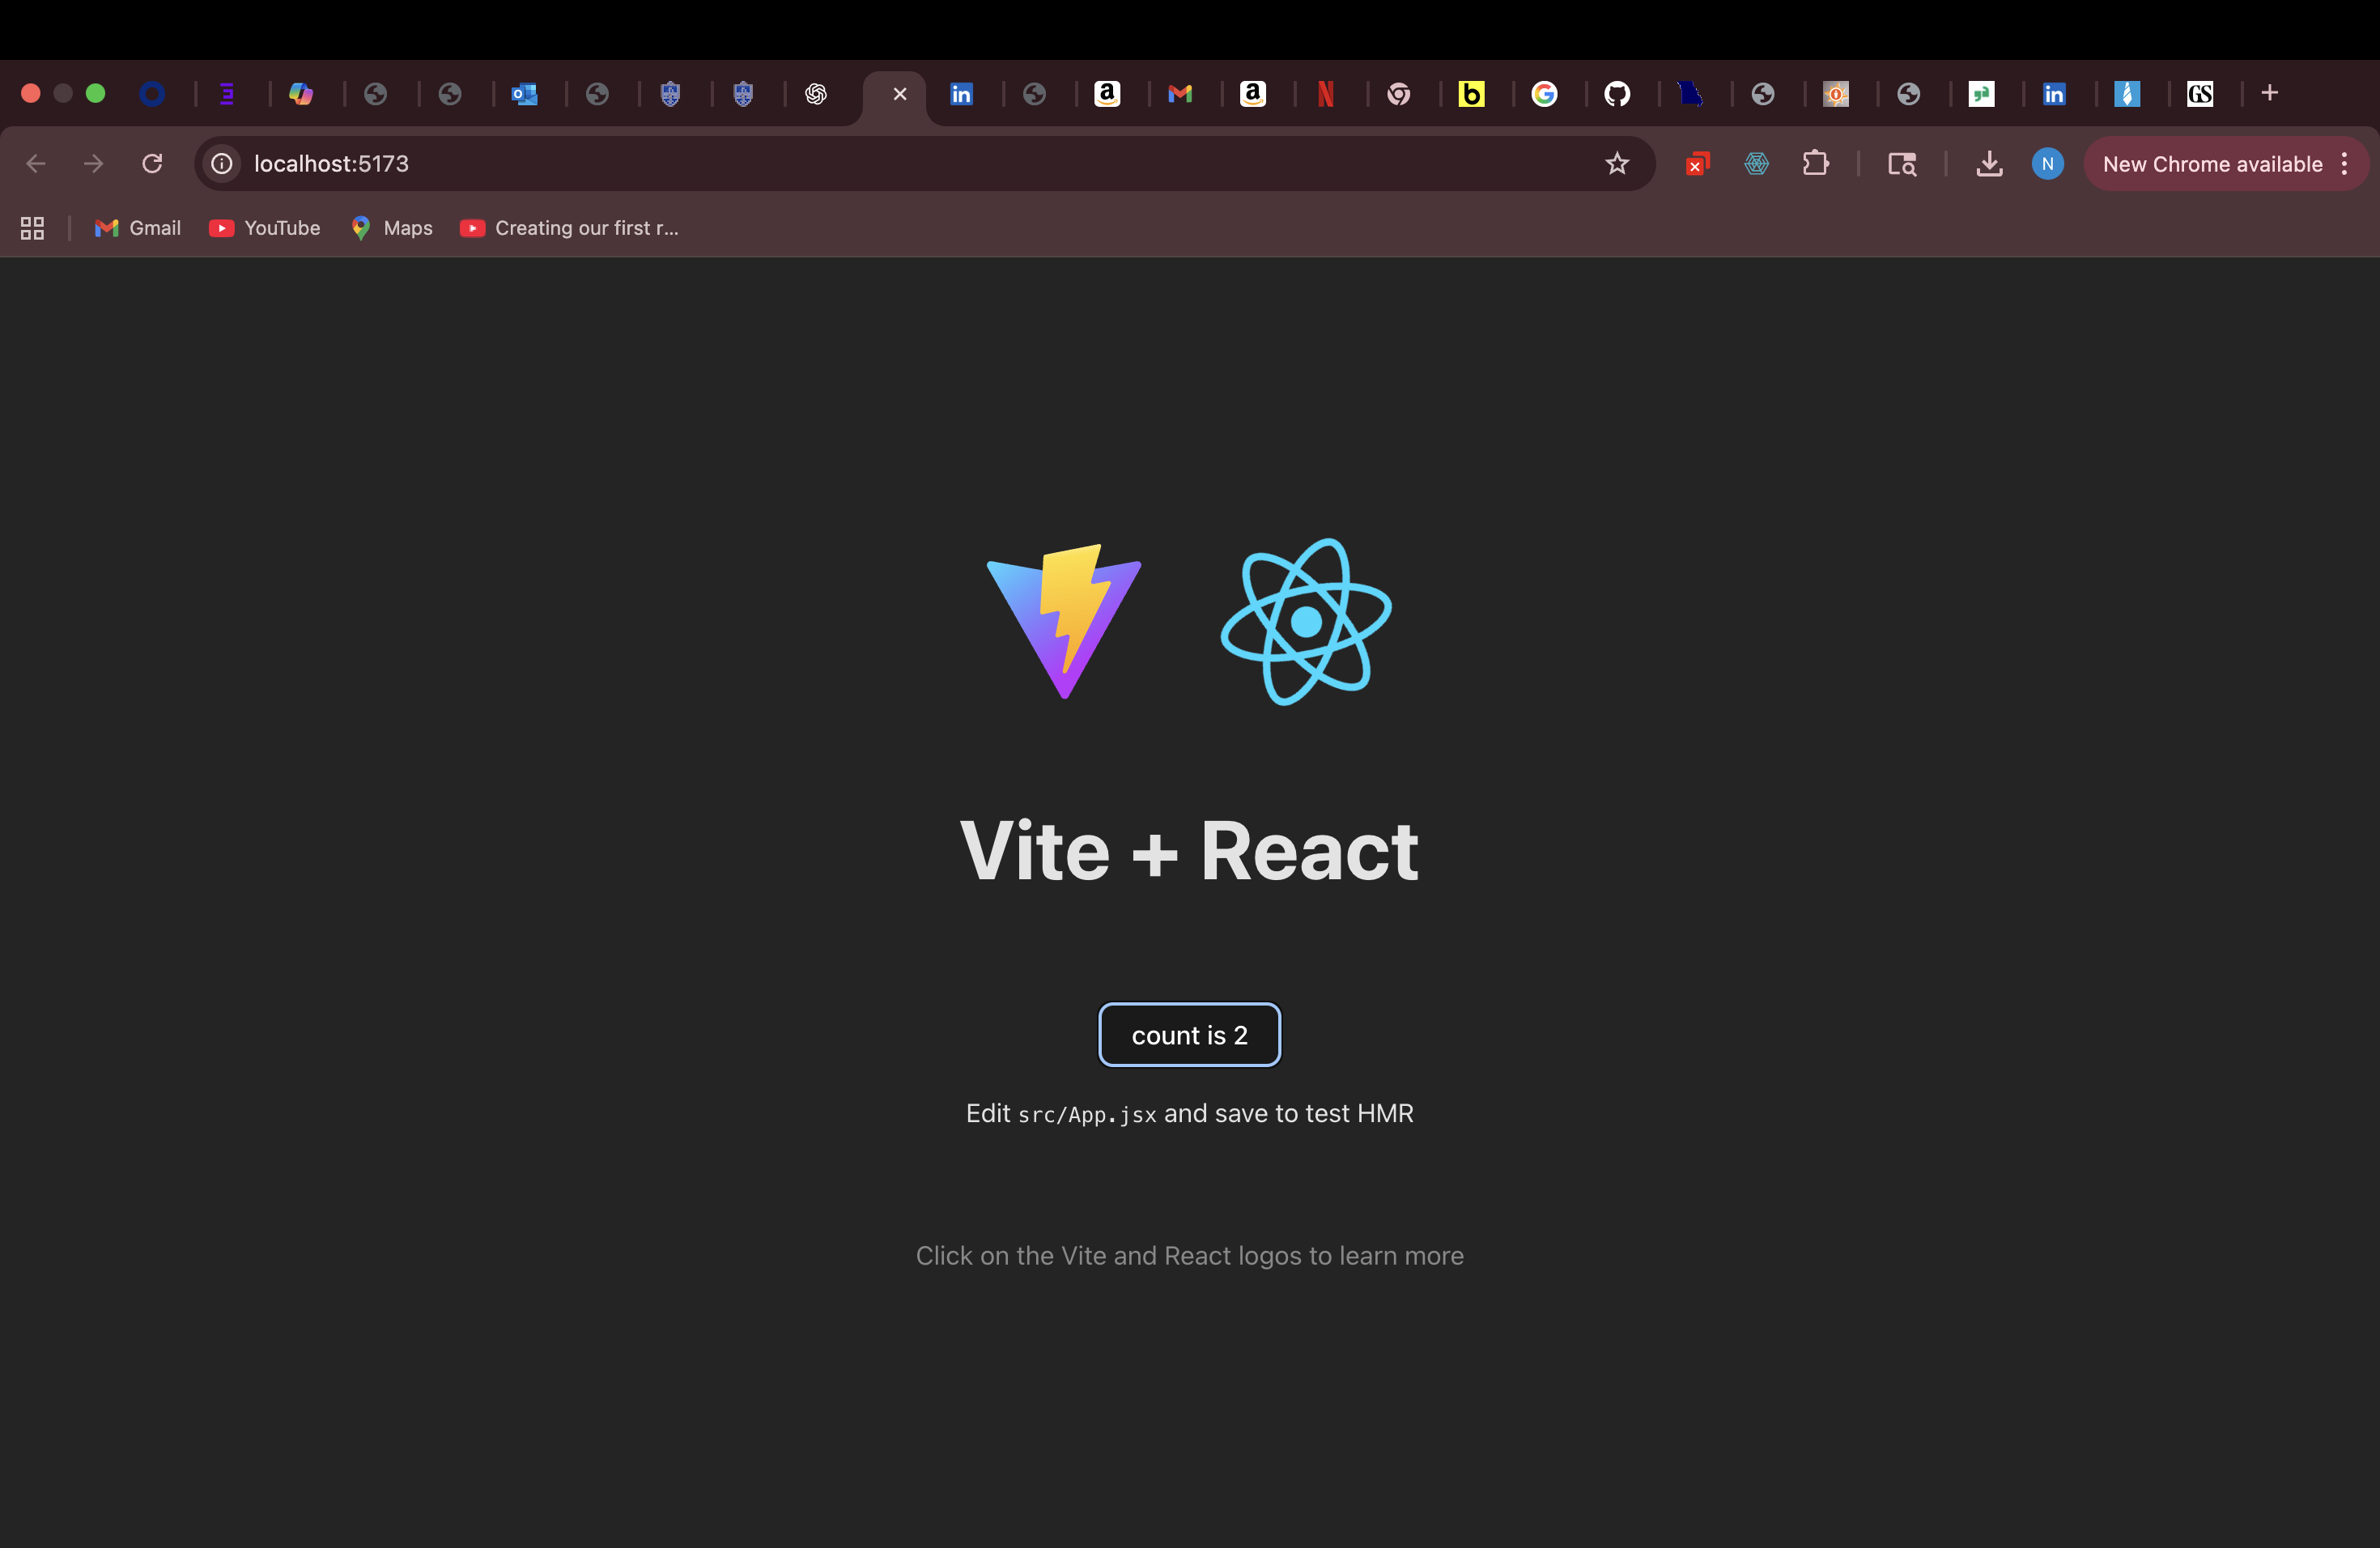 localhost:5173
New Chrome available
Gmail
YouTube
Maps
Creating our first r...
Vite + React
count is 2
Edit src/App.jsx and save to test HMR
Click on the Vite and React logos to learn more